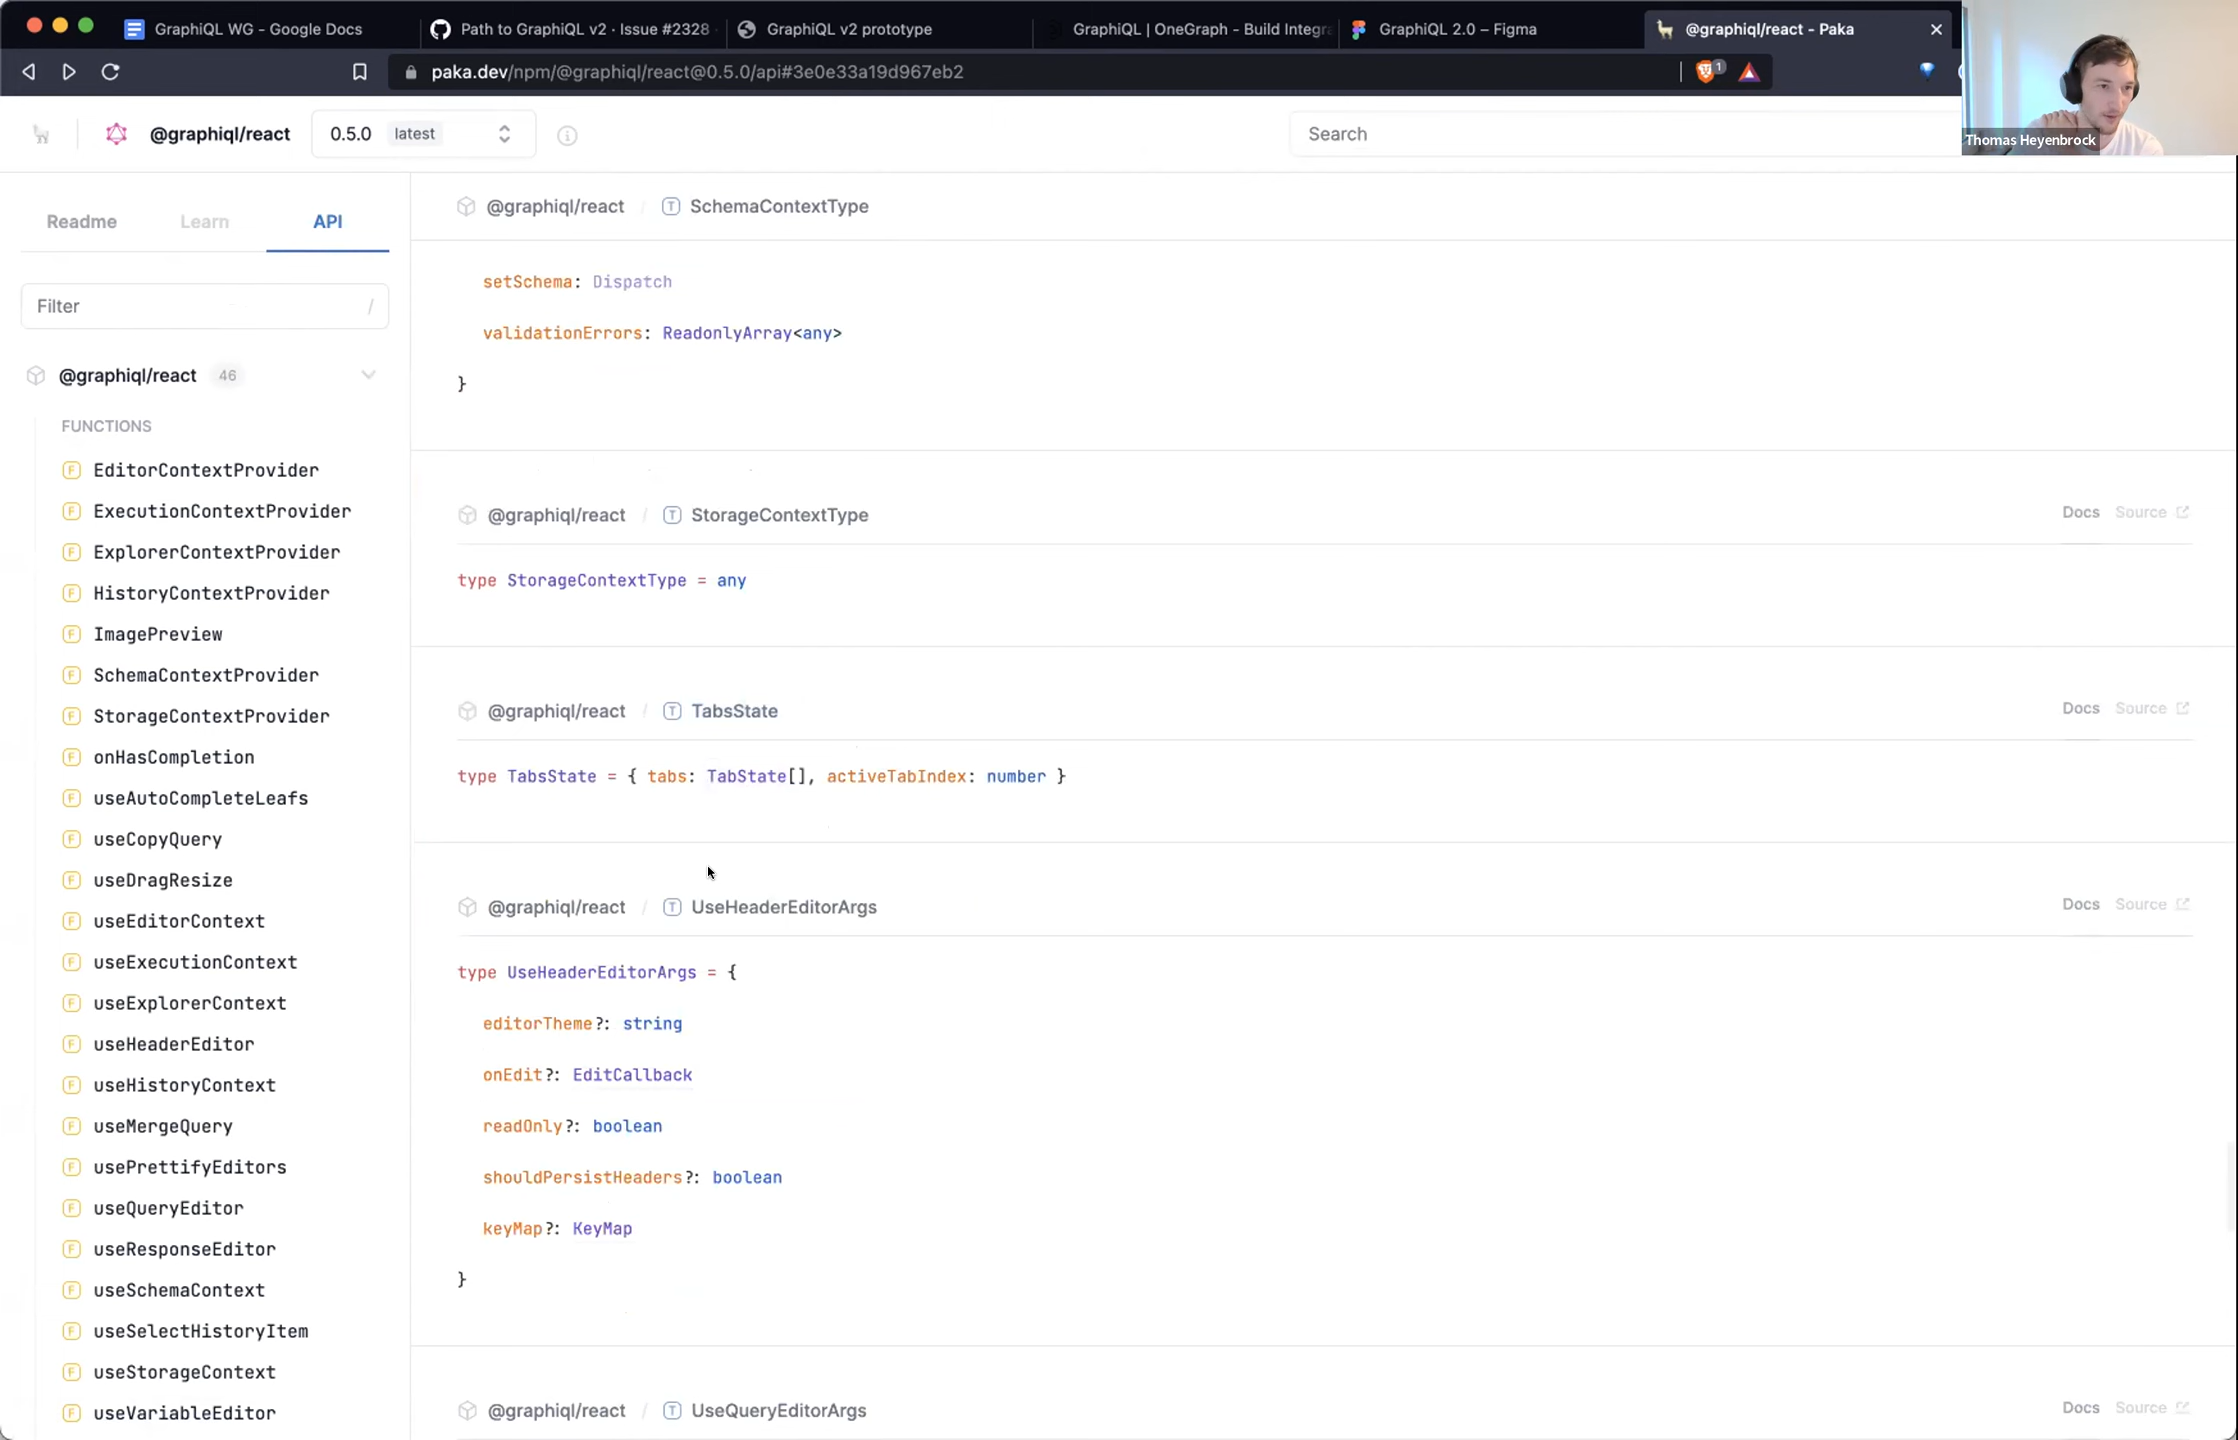 GraphiQL WG - Google Docs
Path to GraphiQL v2 · Issue #2328
GraphiQL v2 prototype
GraphiQL | OneGraph - Build Integra
GraphiQL 2.0 – Figma
@graphiql/react - Paka
paka.dev/npm/@graphiql/react@0.5.0/api#3e0e33a19d967eb2
1
Thomas Heyenbrock
@graphiql/react
0.5.0 latest
Search
Readme
Learn
API
Filter /
@graphiql/react 46
FUNCTIONS
F EditorContextProvider
F ExecutionContextProvider
F ExplorerContextProvider
F HistoryContextProvider
F ImagePreview
F SchemaContextProvider
F StorageContextProvider
F onHasCompletion
F useAutoCompleteLeafs
F useCopyQuery
F useDragResize
F useEditorContext
F useExecutionContext
F useExplorerContext
F useHeaderEditor
F useHistoryContext
F useMergeQuery
F usePrettifyEditors
F useQueryEditor
F useResponseEditor
F useSchemaContext
F useSelectHistoryItem
F useStorageContext
F useVariableEditor
@graphiql/react / T SchemaContextType
setSchema: Dispatch
validationErrors: ReadonlyArray<any>
}
@graphiql/react / T StorageContextType
Docs Source
type StorageContextType = any
@graphiql/react / T TabsState
Docs Source
type TabsState = { tabs: TabState[], activeTabIndex: number }
@graphiql/react / T UseHeaderEditorArgs
Docs Source
type UseHeaderEditorArgs = {
editorTheme?: string
onEdit?: EditCallback
readOnly?: boolean
shouldPersistHeaders?: boolean
keyMap?: KeyMap
}
@graphiql/react / T UseQueryEditorArgs
Docs Source